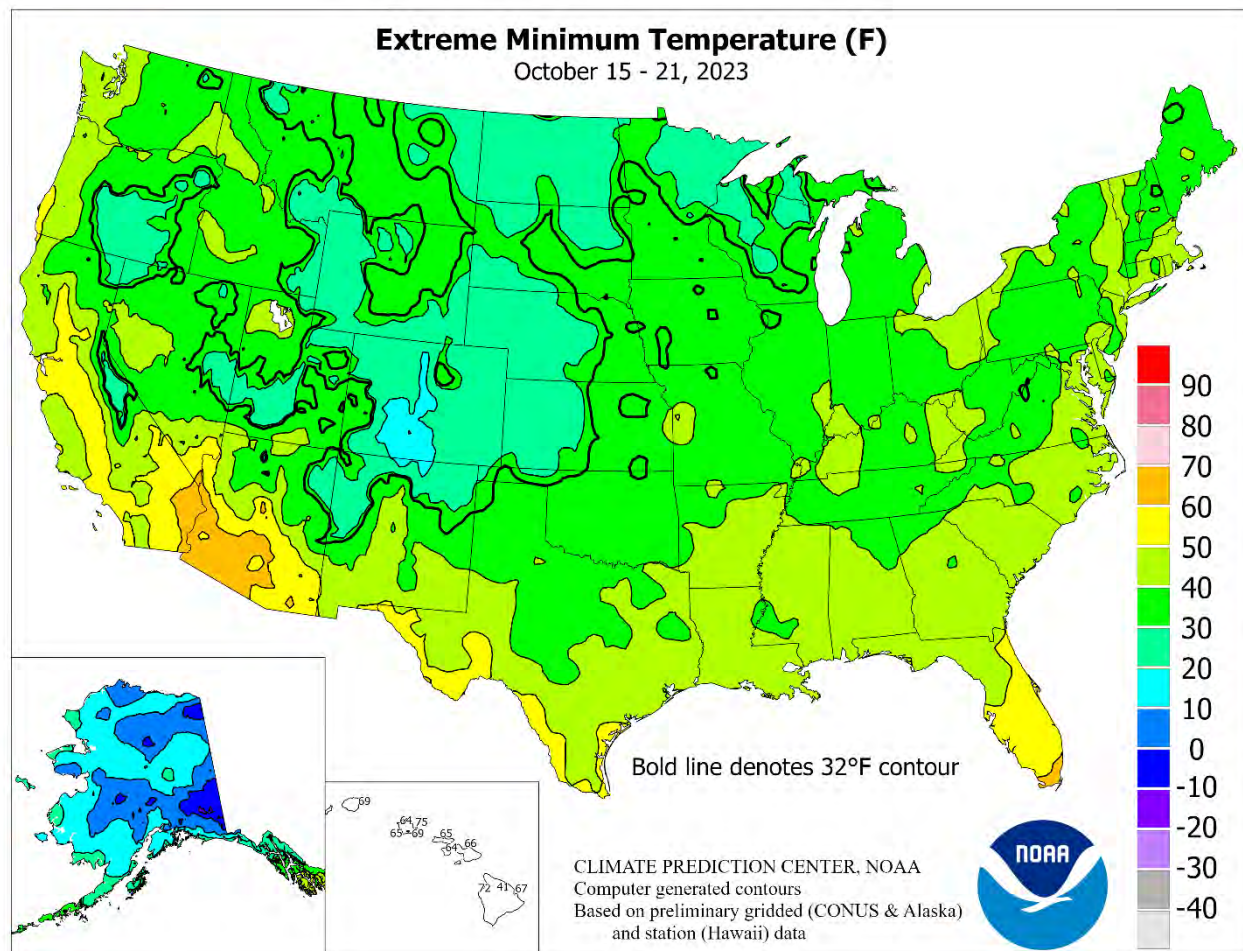 Extreme Minimum Temperature (F)
October 15 - 21, 2023
90
80
70
60
50
40
30
20
10
0
-10
-20
-30
-40
Bold line denotes 32°F contour
69
64 75
65 69
65
64
66
72 41 67
CLIMATE PREDICTION CENTER, NOAA
Computer generated contours
Based on preliminary gridded (CONUS & Alaska)
and station (Hawaii) data
NOAA